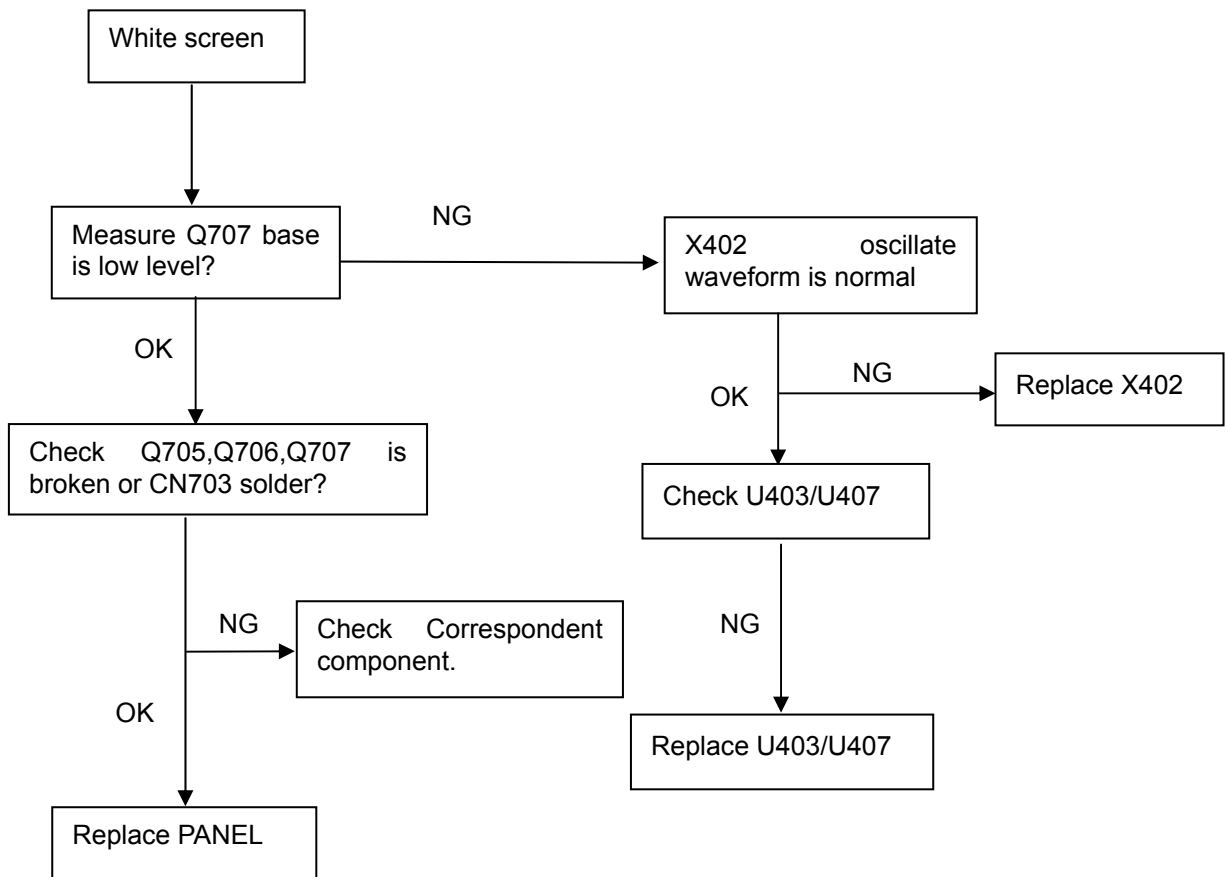 White screen
Measure Q707 base
is low level?
NG
X402 oscillate
waveform is normal
OK
NG
Replace X402
OK
Check Q705,Q706,Q707 is
broken or CN703 solder?
Check U403/U407
NG
Check Correspondent
component.
NG
OK
Replace U403/U407
Replace PANEL